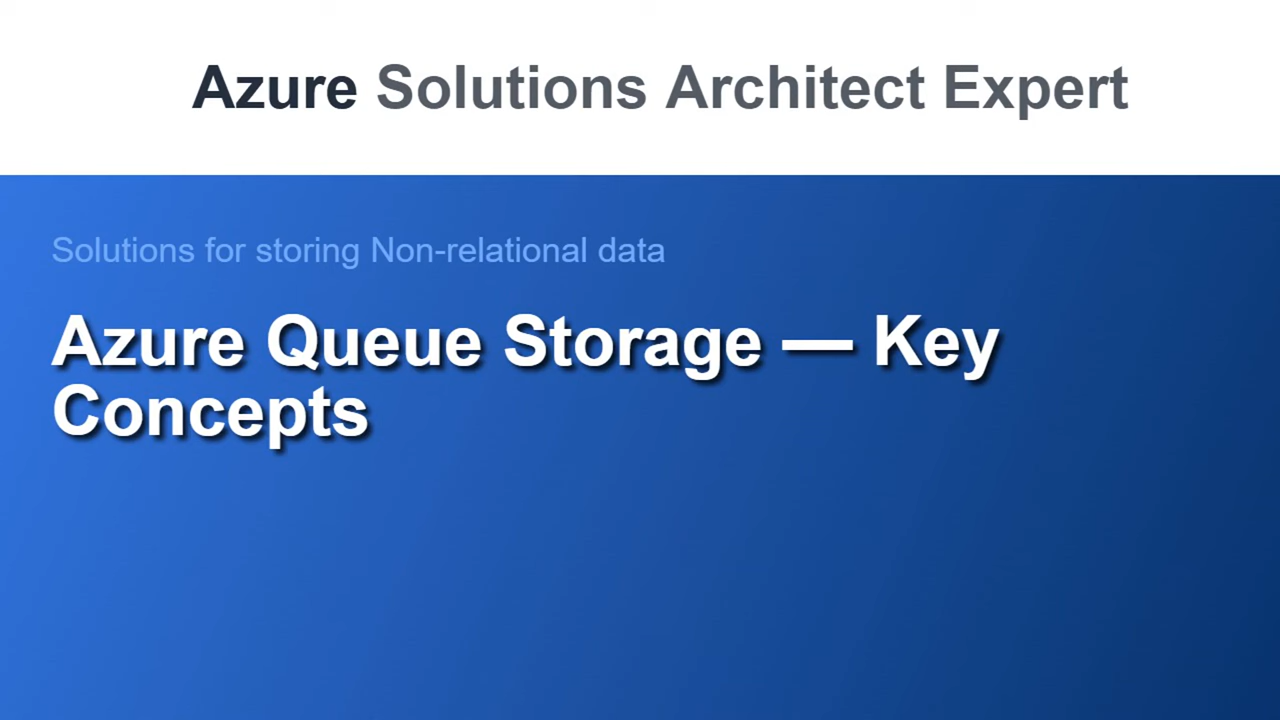 Azure Solutions Architect Expert
Solutions for storing Non-relational data
Azure Queue Storage — Key
Concepts